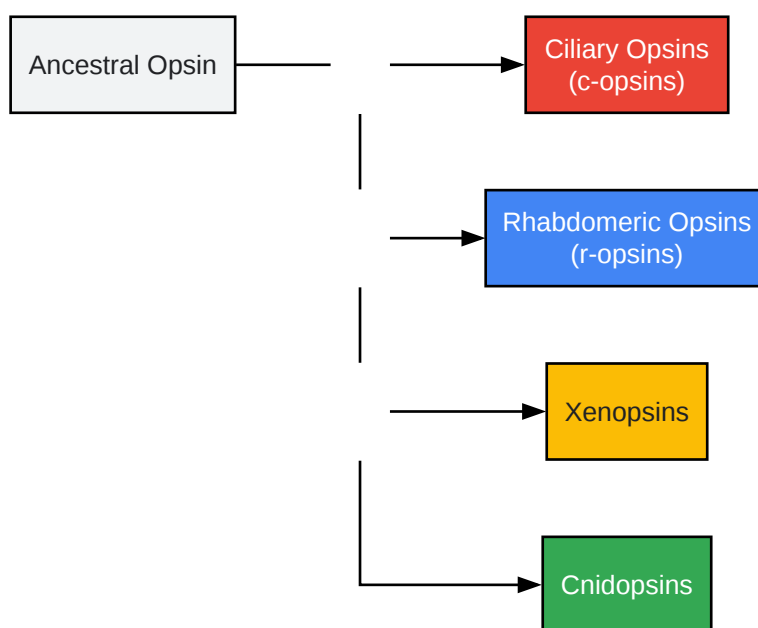 Ancestral Opsin
Ciliary Opsins
(c-opsins)
Rhabdomeric Opsins
(r-opsins)
Xenopsins
Cnidopsins